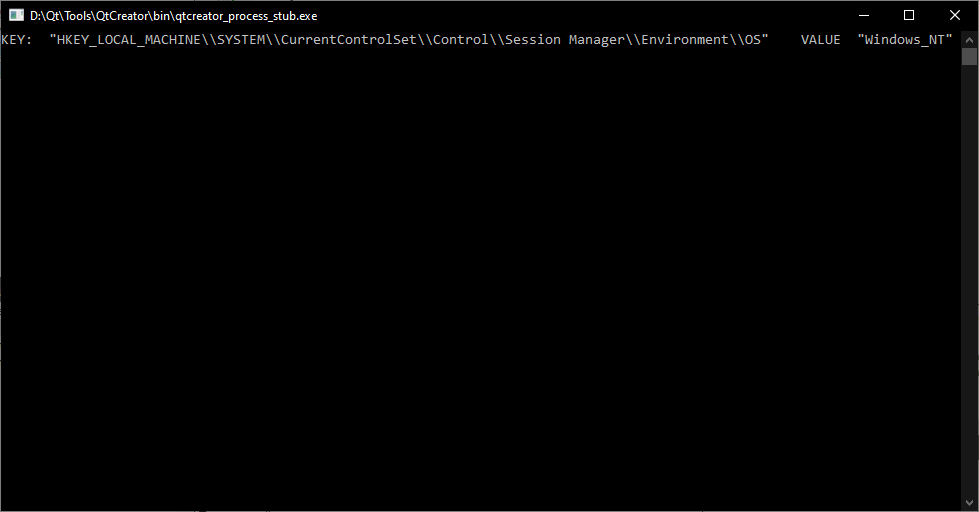 D:\Qt\Tools\QtCreator\bin\qtcreator_process_stub.exe
KEY:  "HKEY_LOCAL_MACHINE\\SYSTEM\\CurrentControlSet\\Control\\Session Manager\\Environment\\OS"    VALUE  "Windows_NT"